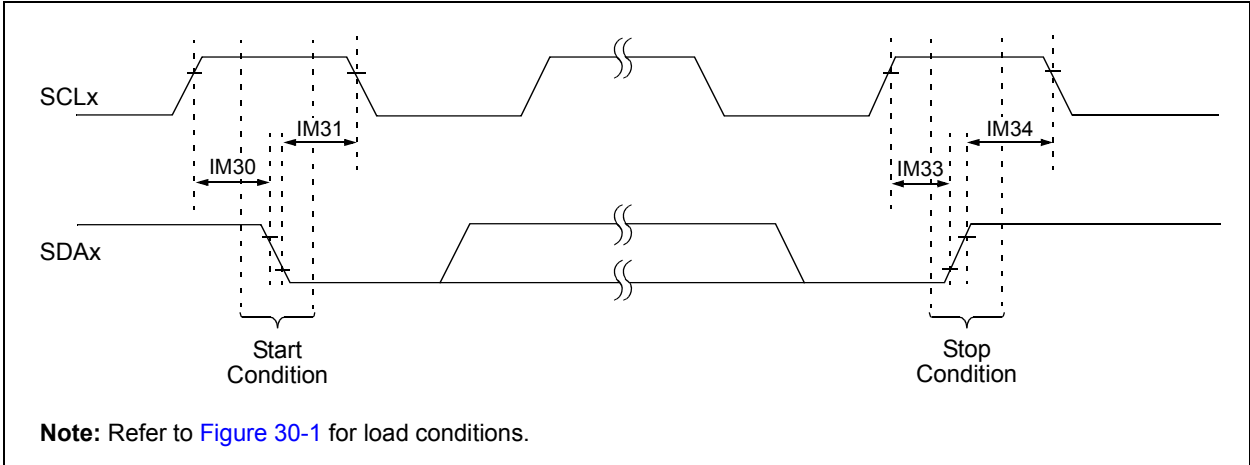 SCLx
IM31
IM34
IM30
IM33
SDAx
Start
Condition
Stop
Condition
Note: Refer to Figure 30-1 for load conditions.